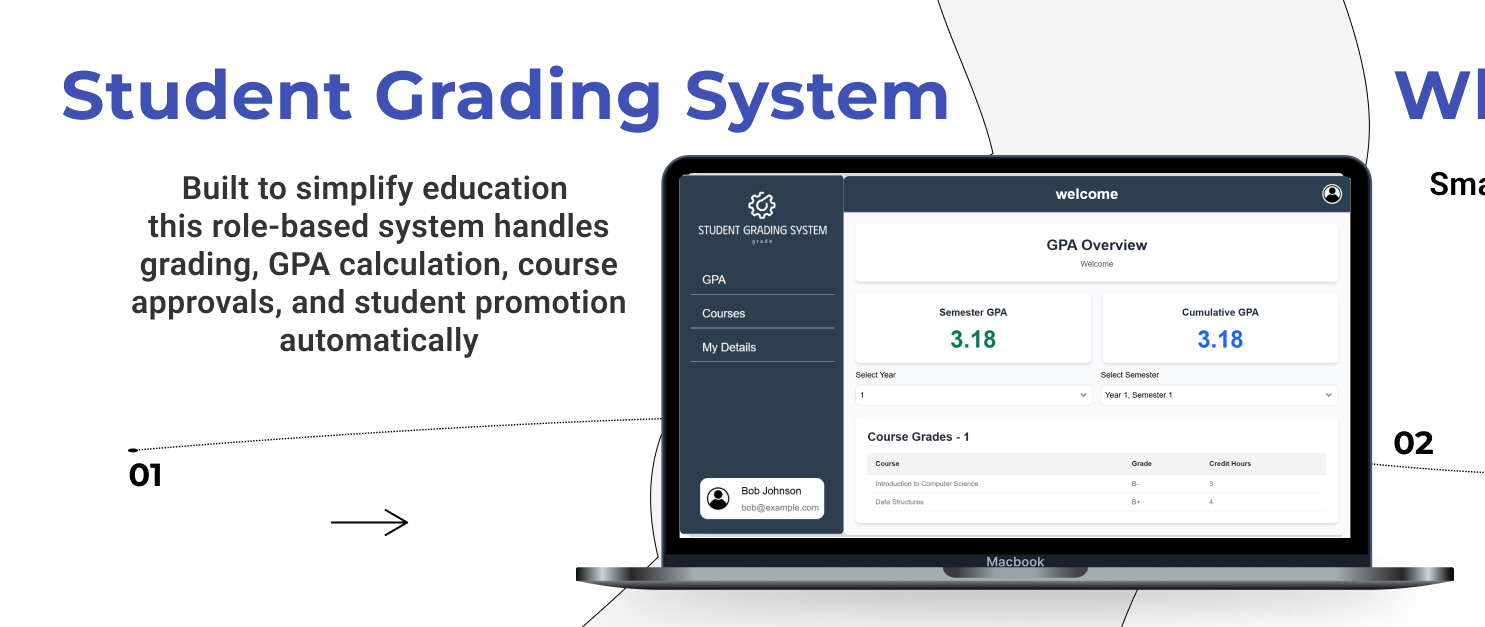 Student Grading System
Built to simplify education
this role-based system handles
grading, GPA calculation, course
approvals, and student promotion
automatically
01
welcome
STUDENT GRADING SYSTEM
grade
GPA
Courses
My Details
Bob Johnson
bob@example.com
GPA Overview
Welcome
Semester GPA
3.18
Cumulative GPA
3.18
Select Year
1
Select Semester
Year 1, Semester 1
Course Grades - 1
Course Grade Credit Hours
Introduction to Computer Science B- 3
Data Structures B+ 4
Macbook
02